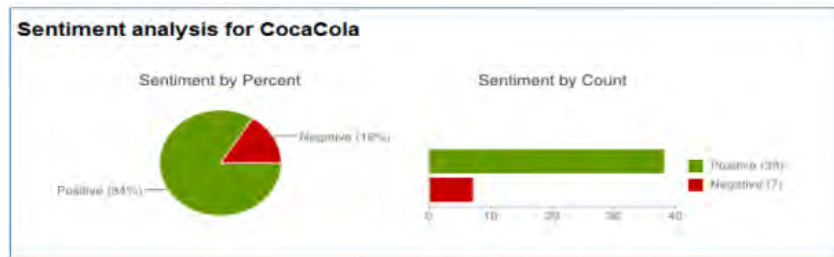 Sentiment analysis for CocaCola
Sentiment by Percent
Sentiment by Count
Negative (16%)
Positive (84%)
Positive (38)
Negative (7)
0 10 20 30 40